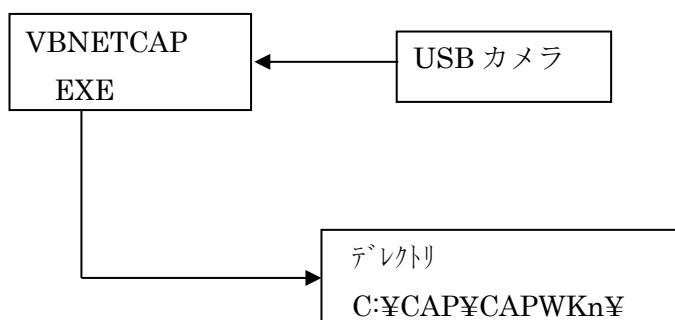 VBNETCAP
EXE
USB カメラ
ﾃﾞﾚｸﾄﾘ
C:¥CAP¥CAPWKn¥